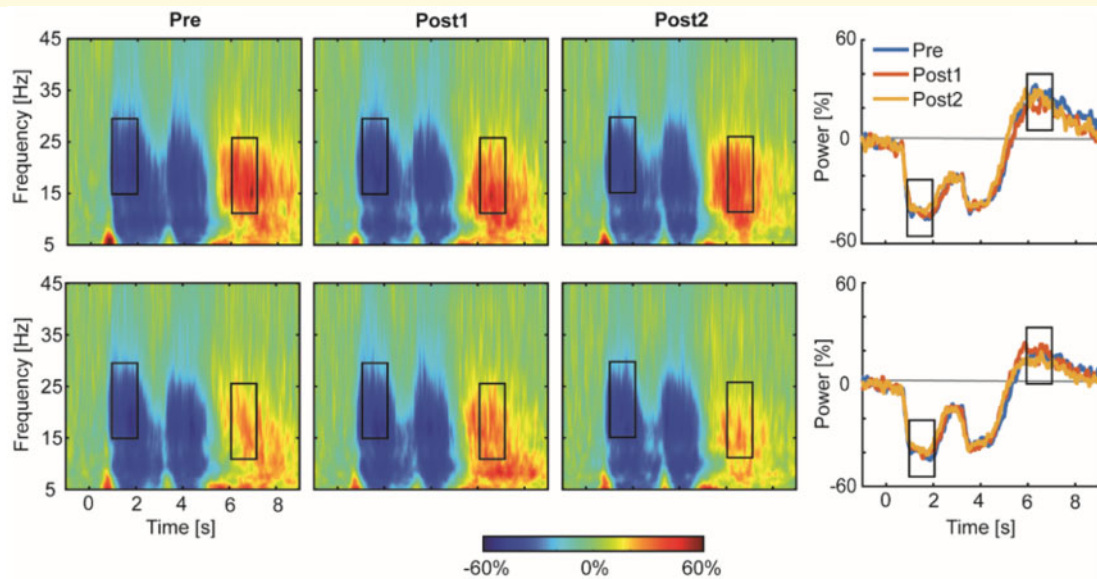 Pre Post1 Post2
Frequency [Hz]
45
35
25
15
5
Power [%]
60
0
-60
Pre
Post1
Post2
Frequency [Hz]
45
35
25
15
5
0 2 4 6 8
Time [s]
Power [%]
60
0
-60
0 2 4 6 8
Time [s]
-60% 0% 60%